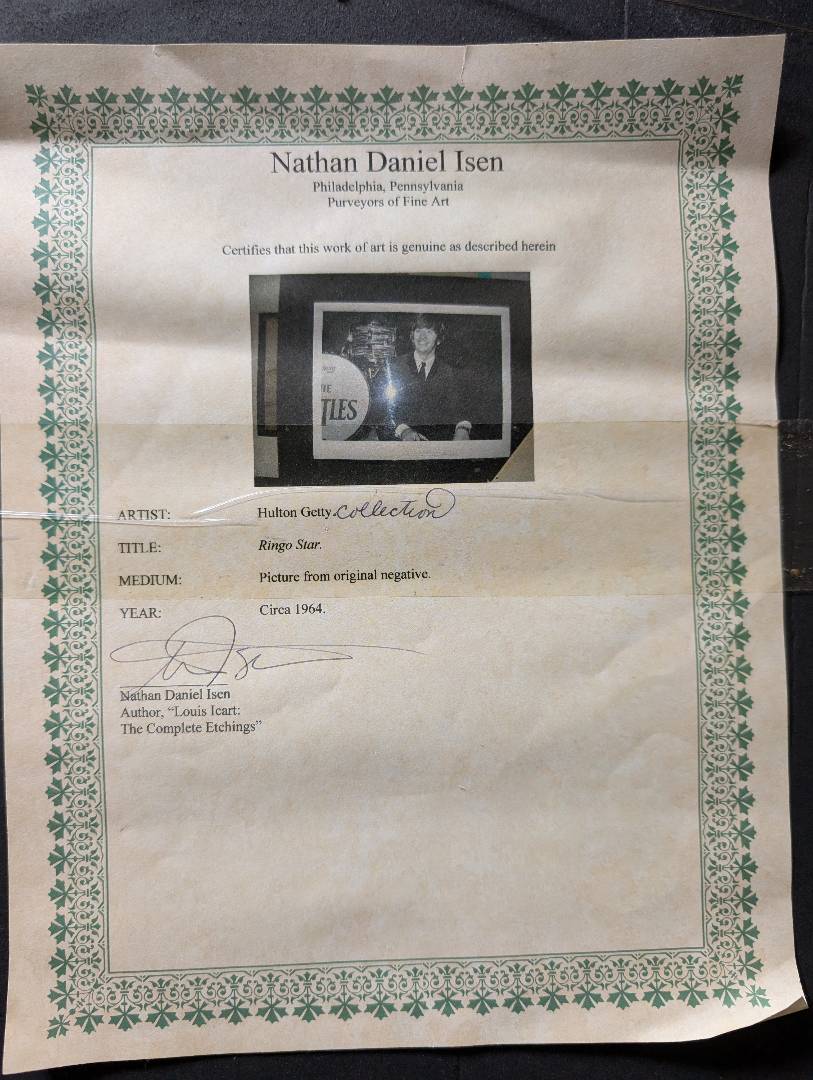 Nathan Daniel Isen
Philadelphia, Pennsylvania
Purveyors of Fine Art
Certifies that this work of art is genuine as described herein
TLES
ARTIST: Hulton Getty collection
TITLE: Ringo Star.
MEDIUM: Picture from original negative.
YEAR: Circa 1964.
Nathan Daniel Isen
Author, “Louis Icart:
The Complete Etchings”